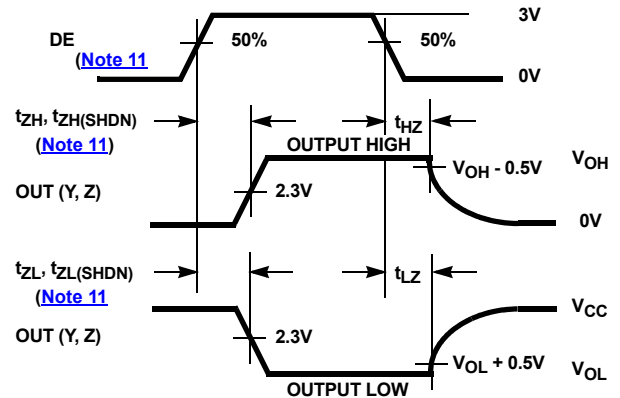 3V
DE
50%
50%
(Note 11
0V
tZH, tZH(SHDN)
tHZ
(Note 11)
OUTPUT HIGH
VOH - 0.5V
VOH
OUT (Y, Z)
2.3V
0V
tZL, tZL(SHDN)
tLZ
(Note 11
VCC
OUT (Y, Z)
2.3V
VOL + 0.5V
VOL
OUTPUT LOW